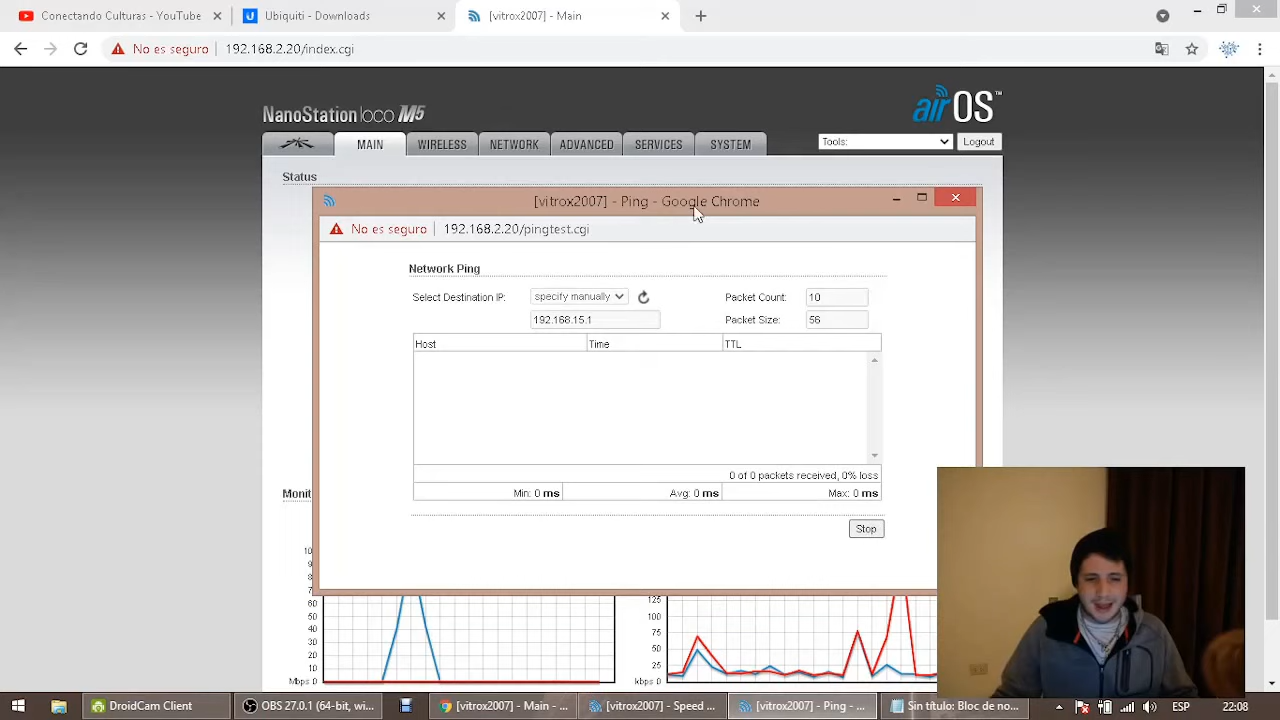 Conectando Culturas - YouTube
Ubiquiti - Downloads
[vitrox2007] - Main
No es seguro 192.168.2.20/index.cgi
NanoStation loco M5
airOS™
MAIN WIRELESS NETWORK ADVANCED SERVICES SYSTEM
Tools: Logout
Status
[vitrox2007] - Ping - Google Chrome
No es seguro 192.168.2.20/pingtest.cgi
Network Ping
Select Destination IP: specify manually Packet Count: 10
192.168.15.1 Packet Size: 56
Host Time TTL
0 of 0 packets received, 0% loss
Min: 0 ms Avg: 0 ms Max: 0 ms
Monit
Stop
60
50
40
30
20
10
Mbps 0
125
100
75
50
25
kbps 0
DroidCam Client
OBS 27.0.1 (64-bit, wi...
[vitrox2007] - Main - ...
[vitrox2007] - Speed ...
[vitrox2007] - Ping - ...
Sin título: Bloc de no...
ESP 22:08